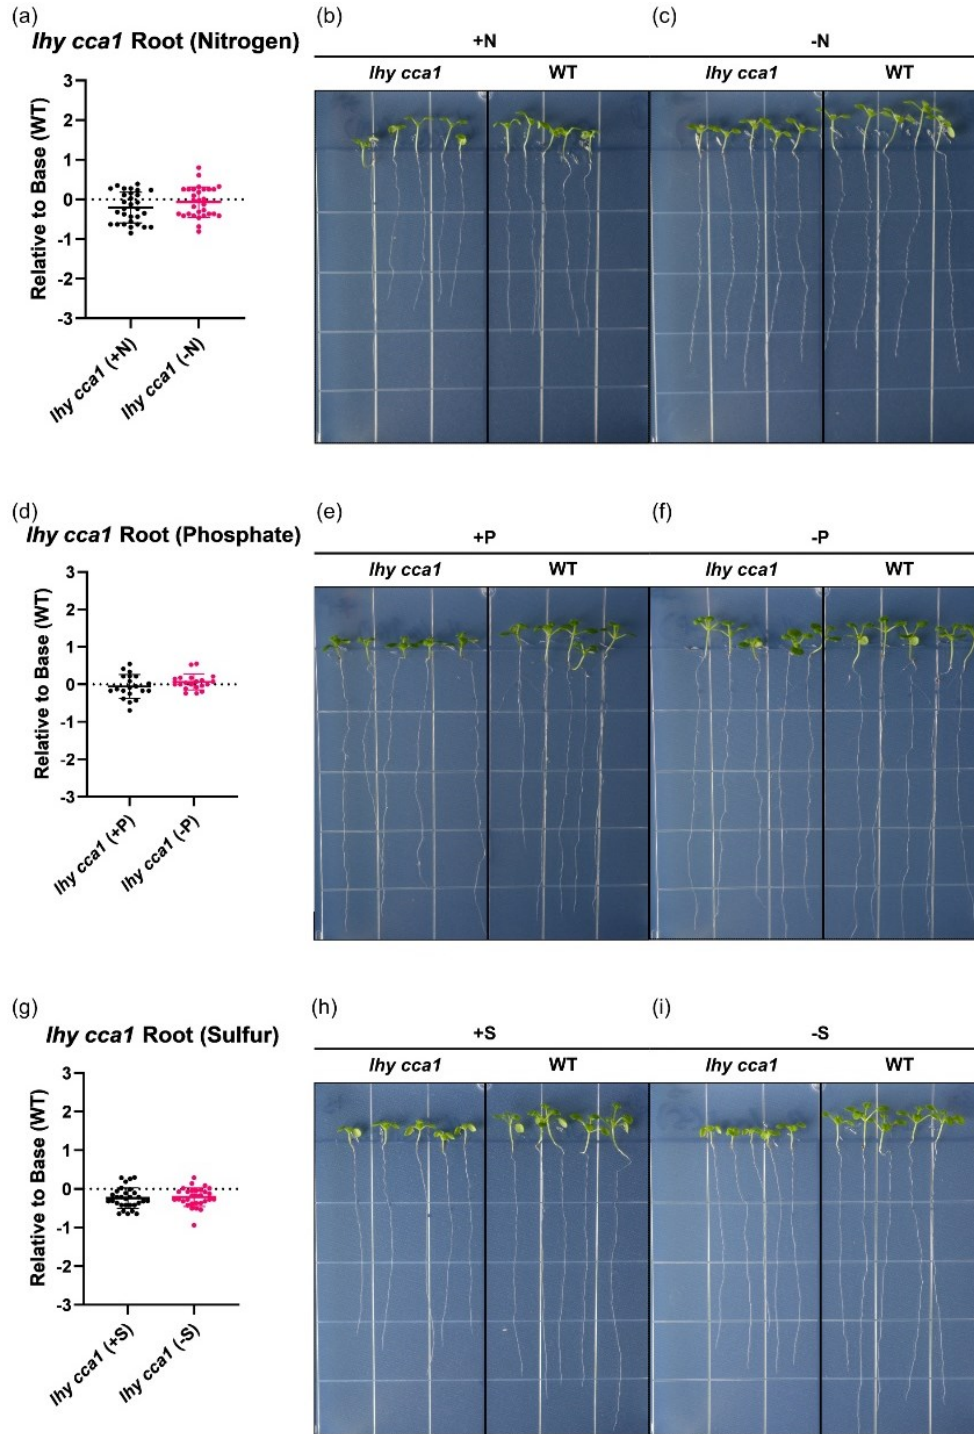 (a)
lhy cca1 Root (Nitrogen)
Relative to Base (WT)
3
2
1
0
-1
-2
-3
lhy cca1 (+N)
lhy cca1 (-N)
(b)
+N
lhy cca1
WT
(c)
-N
lhy cca1
WT
(d)
lhy cca1 Root (Phosphate)
Relative to Base (WT)
3
2
1
0
-1
-2
-3
lhy cca1 (+P)
lhy cca1 (-P)
(e)
+P
lhy cca1
WT
(f)
-P
lhy cca1
WT
(g)
lhy cca1 Root (Sulfur)
Relative to Base (WT)
3
2
1
0
-1
-2
-3
lhy cca1 (+S)
lhy cca1 (-S)
(h)
+S
lhy cca1
WT
(i)
-S
lhy cca1
WT